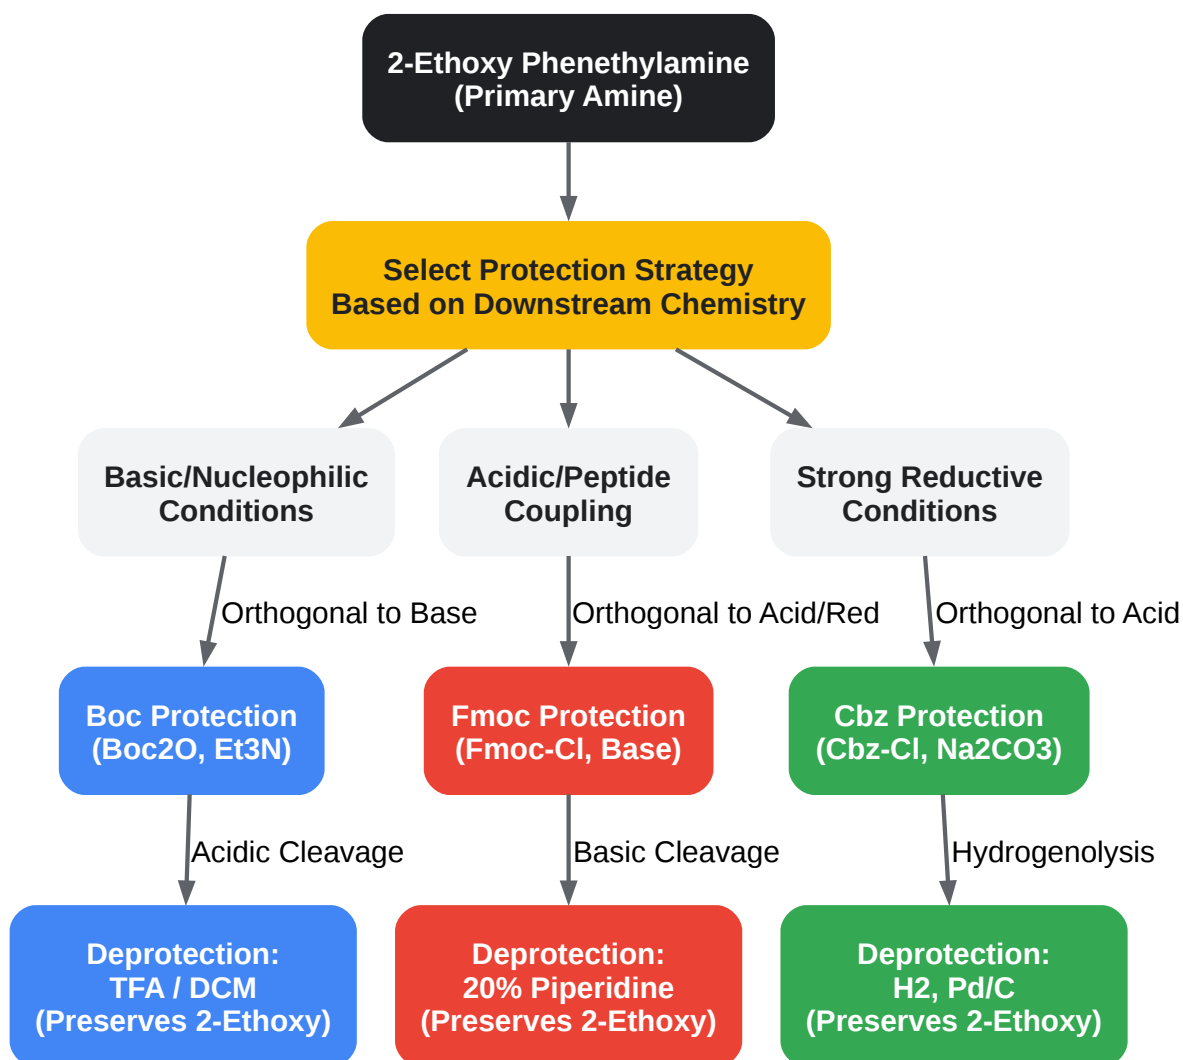 2-Ethoxy Phenethylamine
(Primary Amine)
Select Protection Strategy
Based on Downstream Chemistry
Basic/Nucleophilic
Conditions
Acidic/Peptide
Coupling
Strong Reductive
Conditions
Orthogonal to Base
Orthogonal to Acid/Red
Orthogonal to Acid
Boc Protection
(Boc2O, Et3N)
Fmoc Protection
(Fmoc-Cl, Base)
Cbz Protection
(Cbz-Cl, Na2CO3)
Acidic Cleavage
Basic Cleavage
Hydrogenolysis
Deprotection:
TFA / DCM
(Preserves 2-Ethoxy)
Deprotection:
20% Piperidine
(Preserves 2-Ethoxy)
Deprotection:
H2, Pd/C
(Preserves 2-Ethoxy)